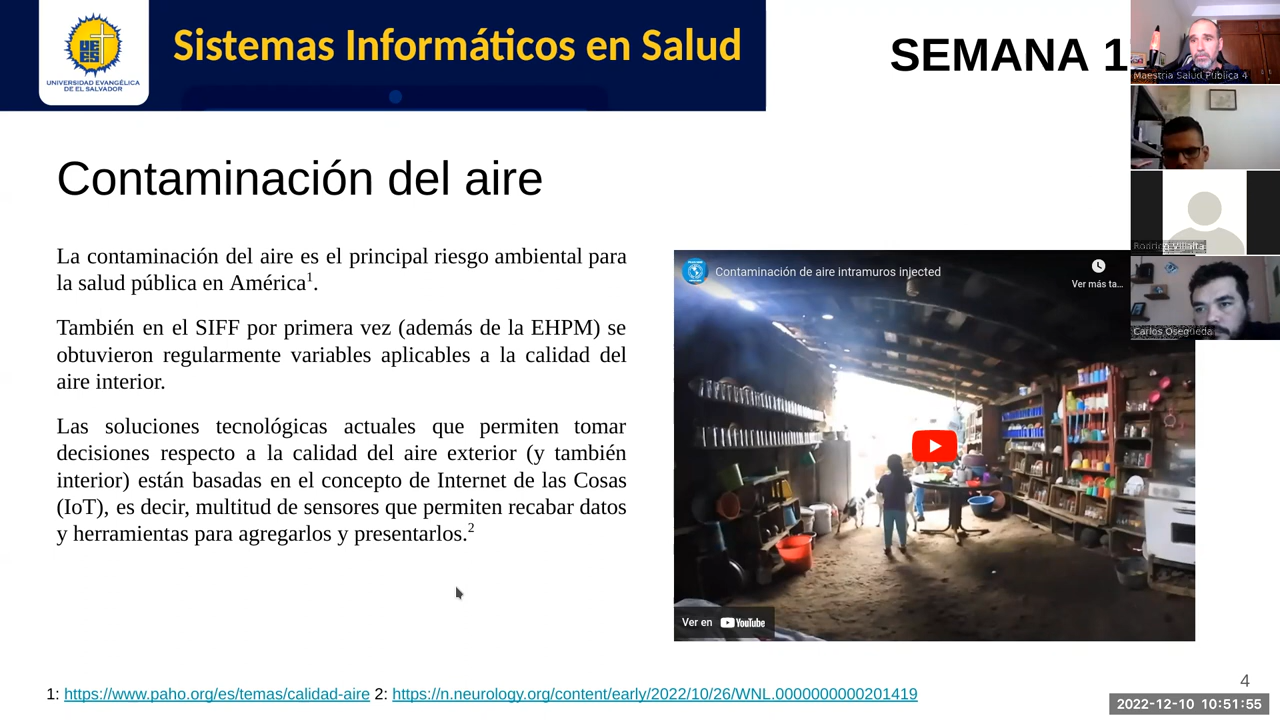 Sistemas Informáticos en Salud
UNIVERSIDAD EVANGÉLICA
DE EL SALVADOR
SEMANA 1
Maestria Salud Publica 4
Contaminación del aire
La contaminación del aire es el principal riesgo ambiental para
la salud pública en América1.
También en el SIFF por primera vez (además de la EHPM) se
obtuvieron regularmente variables aplicables a la calidad del
aire interior.
Las soluciones tecnológicas actuales que permiten tomar
decisiones respecto a la calidad del aire exterior (y también
interior) están basadas en el concepto de Internet de las Cosas
(IoT), es decir, multitud de sensores que permiten recabar datos
y herramientas para agregarlos y presentarlos.2
Rodrigo Villalta
Contaminación de aire intramuros injected
Ver más ta...
Carlos Osegueda
Ver en YouTube
1: https://www.paho.org/es/temas/calidad-aire 2: https://n.neurology.org/content/early/2022/10/26/WNL.0000000000201419
4
2022-12-10 10:51:55